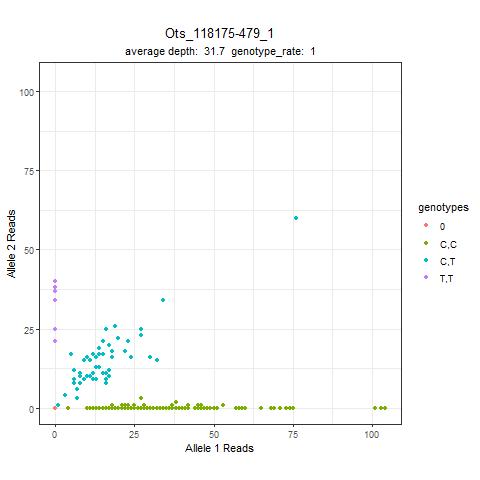 Ots_118175-479_1
average depth: 31.7 genotype_rate: 1
100
75
50
25
0
Allele 2 Reads
0
25
50
75
100
Allele 1 Reads
genotypes
0
C,C
C,T
T,T